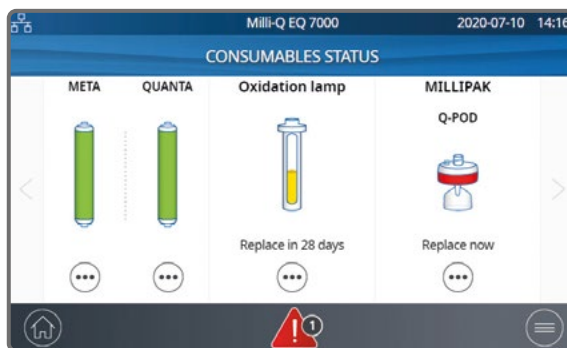 Milli-Q EQ 7000 2020-07-10 14:16
CONSUMABLES STATUS
META QUANTA Oxidation lamp MILLIPAK
Q-POD
Replace in 28 days Replace now
1